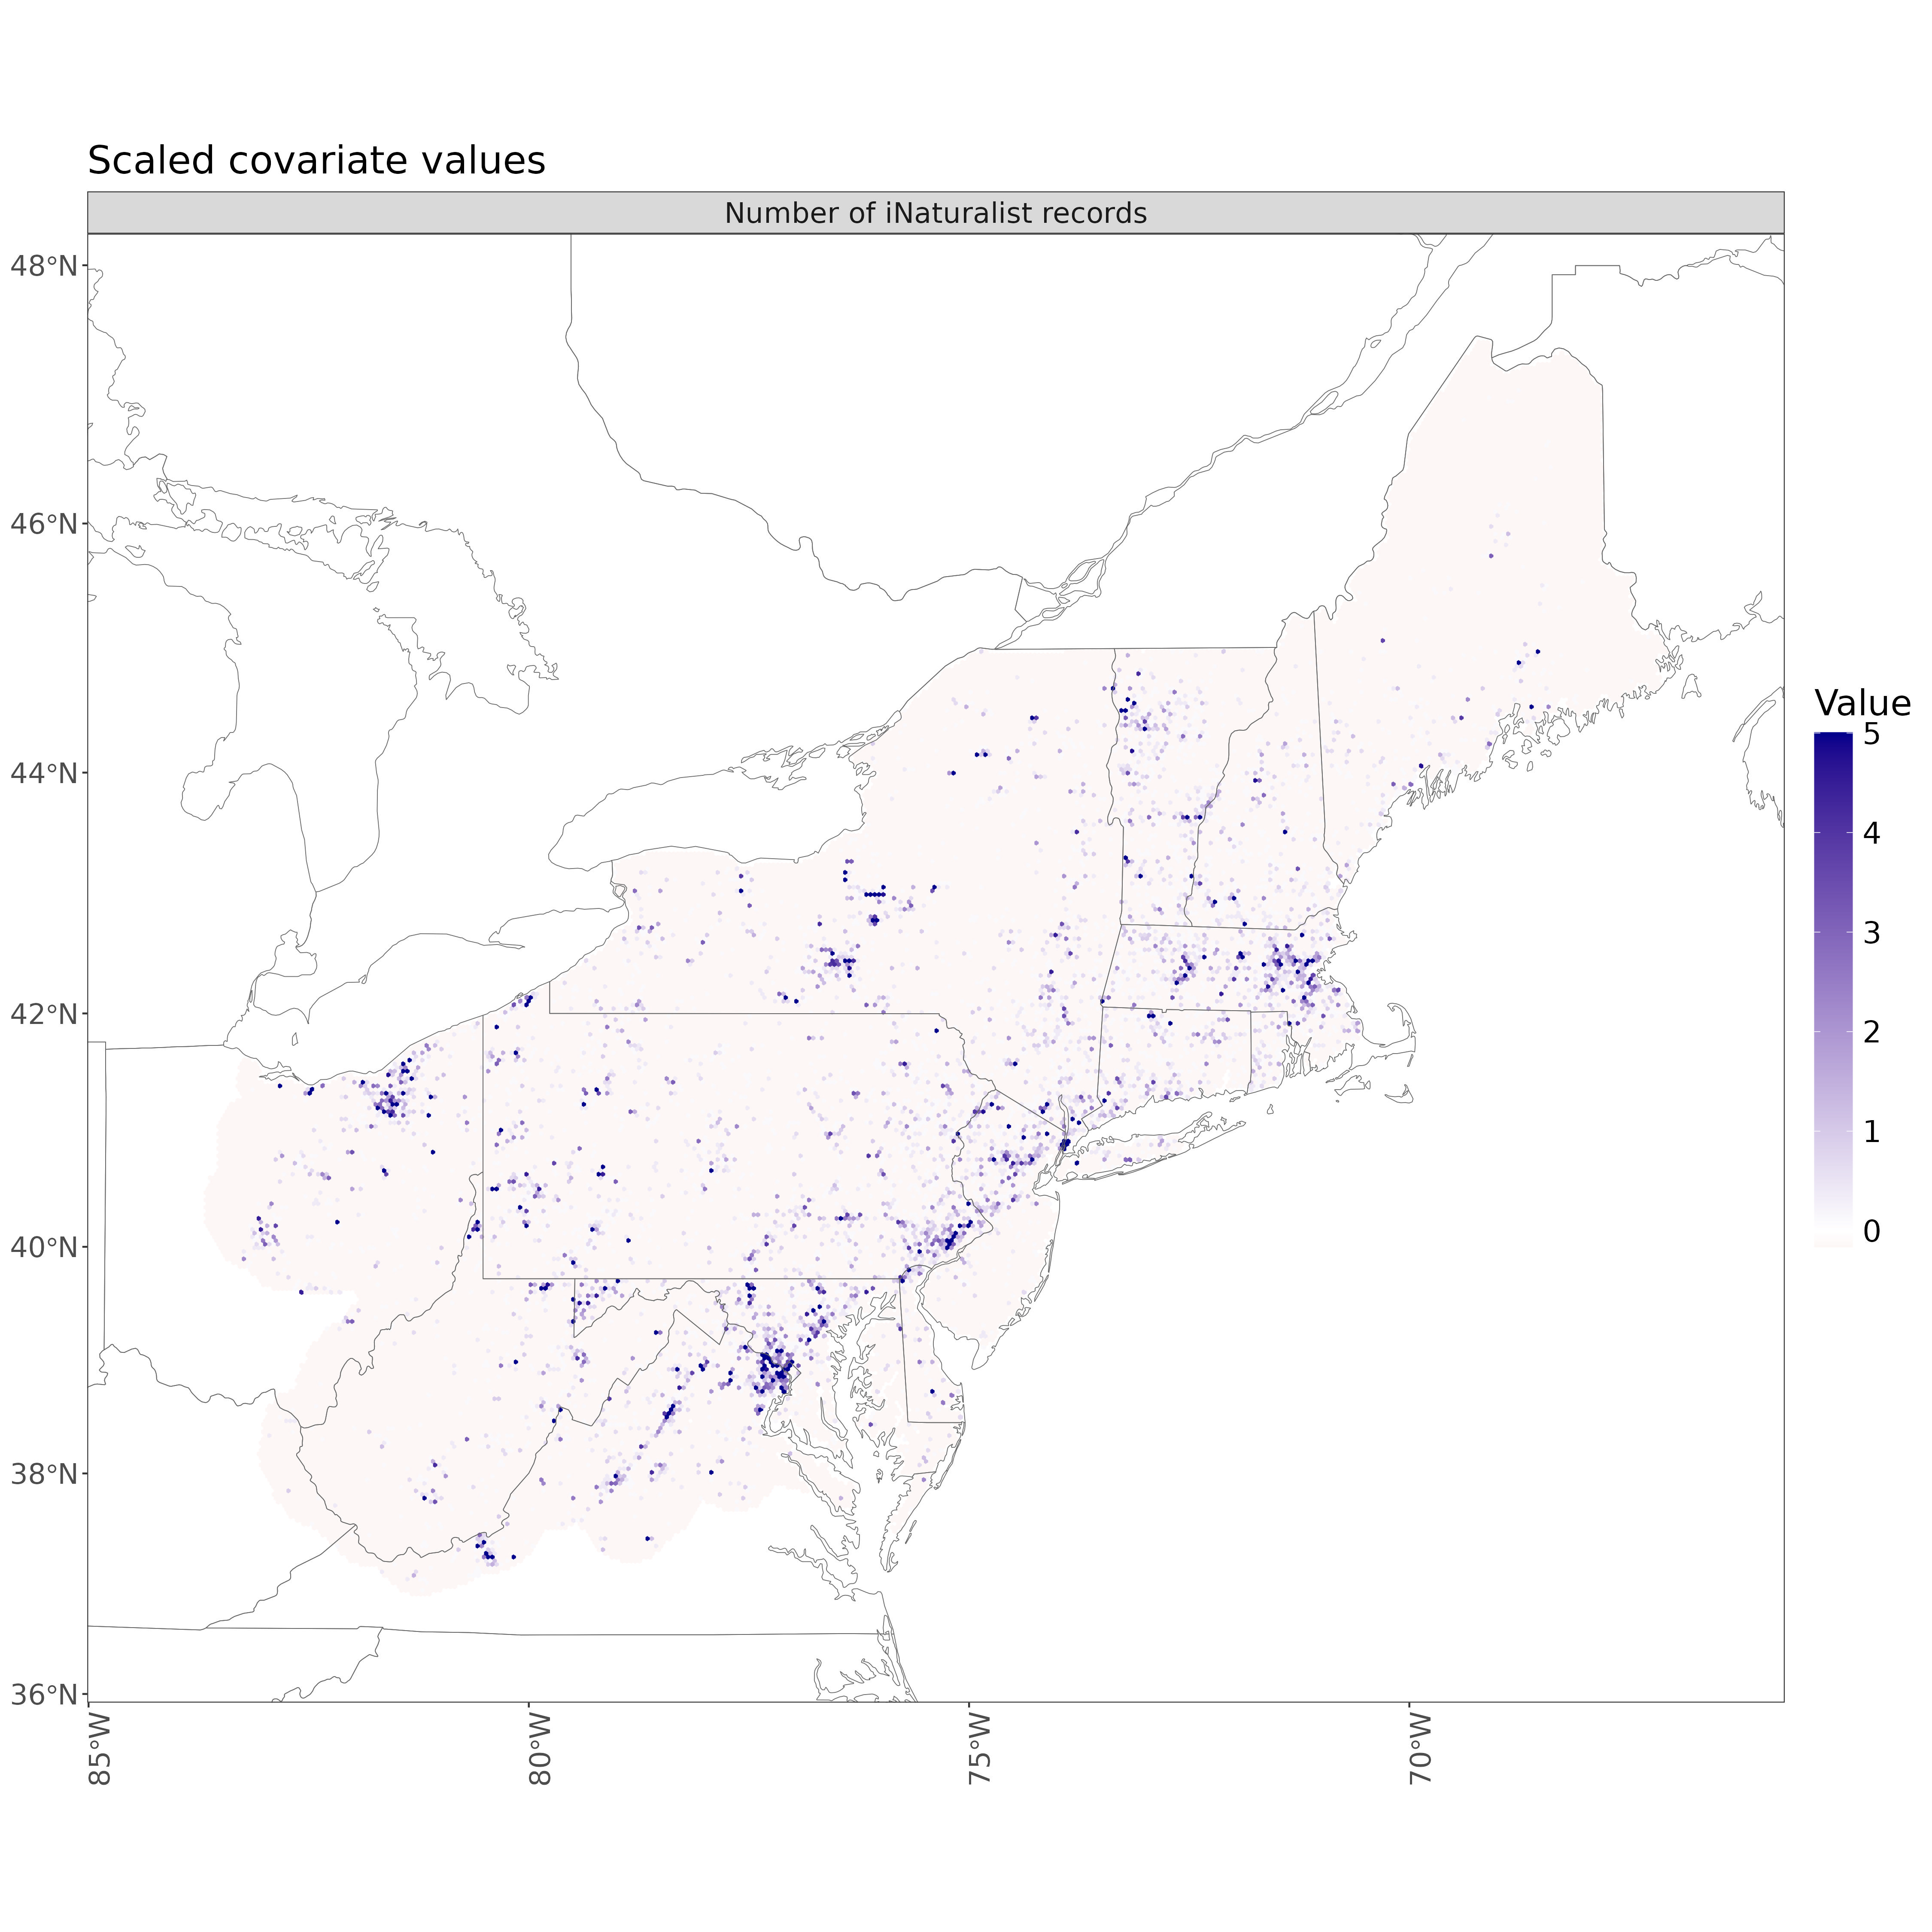 Scaled covariate values
Number of iNaturalist records
48°N
46°N
44°N
42°N
40°N
38°N
36°N
85°W
80°W
75°W
70°W
Value
5
4
3
2
1
0